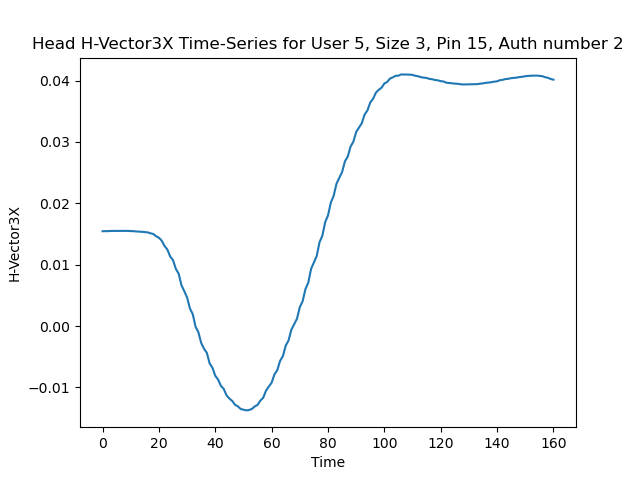 Head H-Vector3X Time-Series for User 5, Size 3, Pin 15, Auth number 2
H-Vector3X
0.04
0.03
0.02
0.01
0.00
−0.01
0 20 40 60 80 100 120 140 160
Time